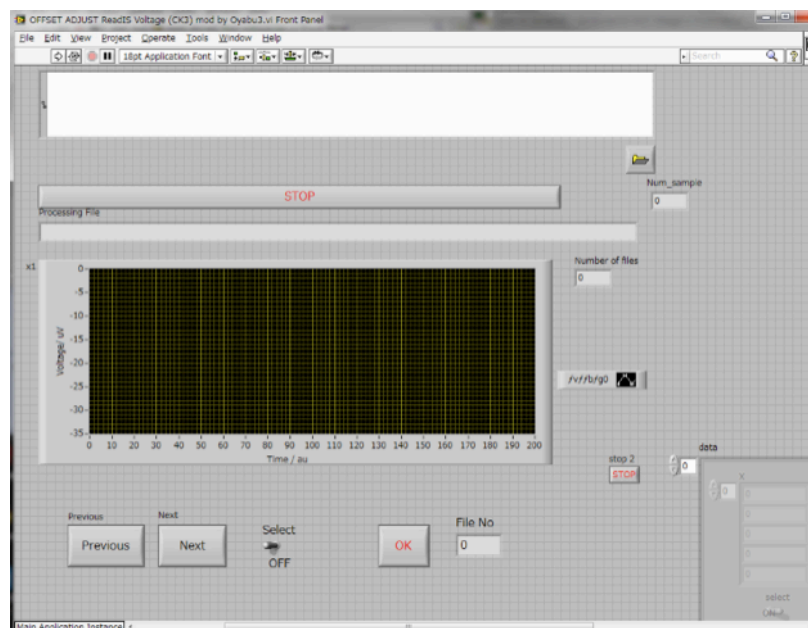 OFFSET ADJUST ReadIS Voltage (CK3) mod by Oyabu3.vi Front Panel
File Edit View Project Operate Tools Window Help
18pt Application Font
Search
STOP
Num_sample
0
Processing File
Number of files
0
x1
0
-5
-10
-15
-20
-25
-30
-35
Voltage/ uV
0 10 20 30 40 50 60 70 80 90 100 110 120 130 140 150 160 170 180 190 200
Time / au
stop 2
STOP
data
0
x
0
0
0
0
0
0
Previous
Previous
Next
Next
Select
OFF
OK
File No
0
select
Main Application Instance